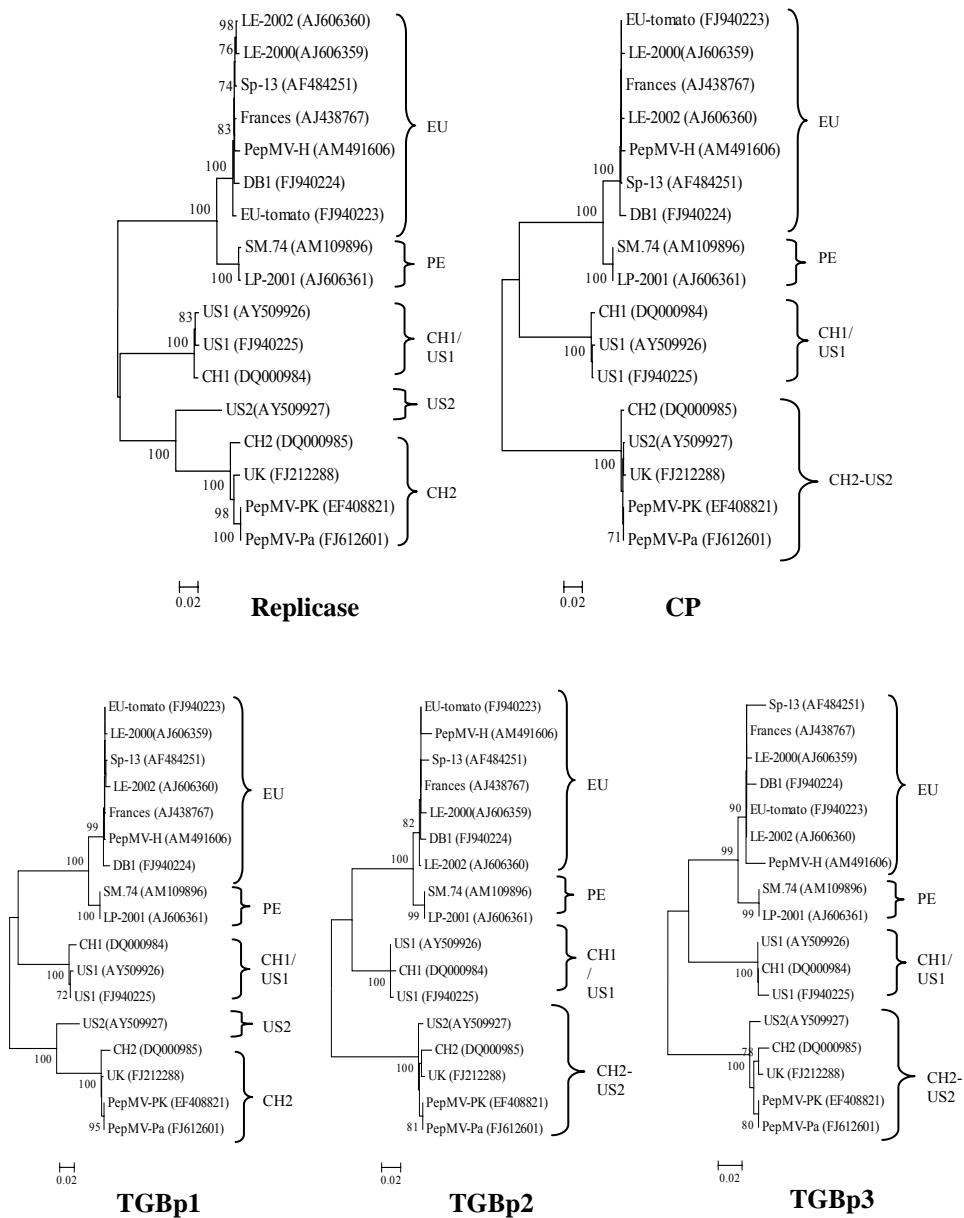 98
LE-2002 (AJ606360)
76
LE-2000(AJ606359)
74
Sp-13 (AF484251)
Frances (AJ438767)
83
PepMV-H (AM491606)
100
DB1 (FJ940224)
EU-tomato (FJ940223)
EU
100
SM.74 (AM109896)
100
LP-2001 (AJ606361)
PE
US1 (AY509926)
83
US1 (FJ940225)
100
CH1 (DQ000984)
CH1/
US1
US2(AY509927)
US2
100
CH2 (DQ000985)
UK (FJ212288)
100
PepMV-PK (EF408821)
98
PepMV-Pa (FJ612601)
100
CH2
0.02
Replicase
EU-tomato (FJ940223)
LE-2000 (AJ606359)
Frances (AJ438767)
LE-2002 (AJ606360)
PepMV-H (AM491606)
100
Sp-13 (AF484251)
DB1 (FJ940224)
EU
100
SM.74 (AM109896)
100
LP-2001 (AJ606361)
PE
CH1 (DQ000984)
US1 (AY509926)
100
US1 (FJ940225)
CH1/
US1
CH2 (DQ000985)
US2(AY509927)
100
UK (FJ212288)
PepMV-PK (EF408821)
71
PepMV-Pa (FJ612601)
CH2-US2
0.02
CP
EU-tomato (FJ940223)
LE-2000 (AJ606359)
Sp-13 (AF484251)
LE-2002 (AJ606360)
Frances (AJ438767)
99
PepMV-H (AM491606)
DB1 (FJ940224)
EU
100
SM.74 (AM109896)
100
LP-2001 (AJ606361)
PE
CH1 (DQ000984)
100
US1 (AY509926)
72
US1 (FJ940225)
CH1/
US1
US2(AY509927)
US2
100
CH2 (DQ000985)
100
UK (FJ212288)
PepMV-PK (EF408821)
95
PepMV-Pa (FJ612601)
CH2
0.02
TGBp1
EU-tomato (FJ940223)
PepMV-H (AM491606)
Sp-13 (AF484251)
Frances (AJ438767)
LE-2000(AJ606359)
82
DB1 (FJ940224)
LE-2002 (AJ606360)
EU
100
SM.74 (AM109896)
99
LP-2001 (AJ606361)
PE
US1 (AY509926)
CH1 (DQ000984)
100
US1 (FJ940225)
CH1
/
US1
US2(AY509927)
CH2 (DQ000985)
100
UK (FJ212288)
PepMV-PK (EF408821)
81
PepMV-Pa (FJ612601)
CH2-
US2
0.02
TGBp2
Sp-13 (AF484251)
Frances (AJ438767)
LE-2000 (AJ606359)
DB1 (FJ940224)
90
EU-tomato (FJ940223)
LE-2002 (AJ606360)
PepMV-H (AM491606)
EU
99
SM.74 (AM109896)
99
LP-2001 (AJ606361)
PE
US1 (AY509926)
CH1 (DQ000984)
100
US1 (FJ940225)
CH1/
US1
US2(AY509927)
78
CH2 (DQ000985)
100
UK (FJ212288)
PepMV-PK (EF408821)
80
PepMV-Pa (FJ612601)
CH2-
US2
0.02
TGBp3